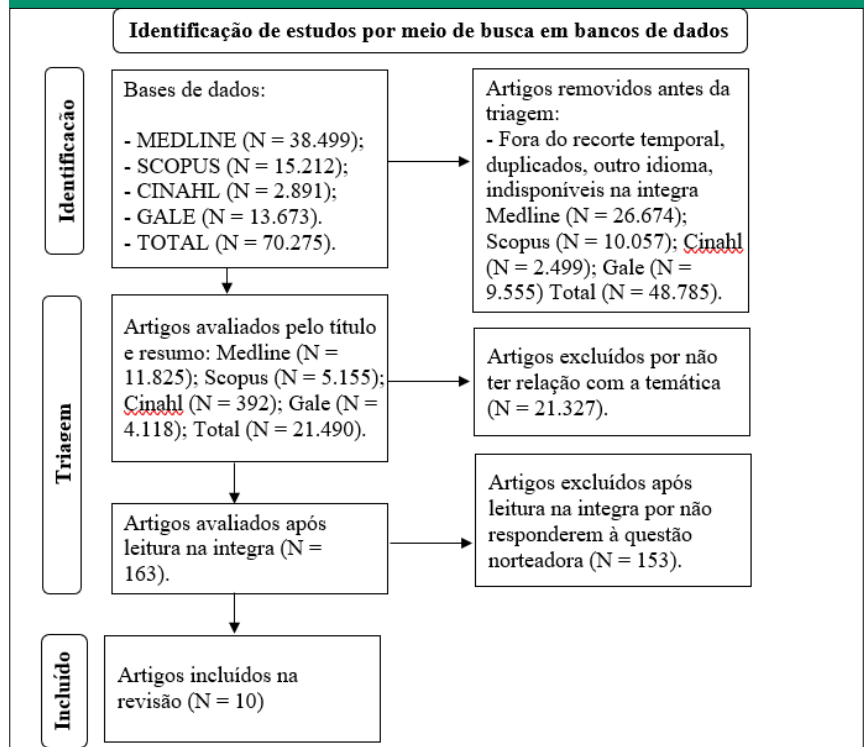 Identificação de estudos por meio de busca em bancos de dados
Identificação
Bases de dados:
- MEDLINE (N = 38.499);
- SCOPUS (N = 15.212);
- CINAHL (N = 2.891);
- GALE (N = 13.673).
- TOTAL (N = 70.275).
Artigos removidos antes da
triagem:
- Fora do recorte temporal,
duplicados, outro idioma,
indisponíveis na integra
Medline (N = 26.674);
Scopus (N = 10.057); Cinahl
(N = 2.499); Gale (N =
9.555) Total (N = 48.785).
Triagem
Artigos avaliados pelo título
e resumo: Medline (N =
11.825); Scopus (N = 5.155);
Cinahl (N = 392); Gale (N =
4.118); Total (N = 21.490).
Artigos excluídos por não
ter relação com a temática
(N = 21.327).
Artigos avaliados após
leitura na integra (N =
163).
Artigos excluídos após
leitura na integra por não
responderem à questão
norteadora (N = 153).
Incluído
Artigos incluídos na
revisão (N = 10)